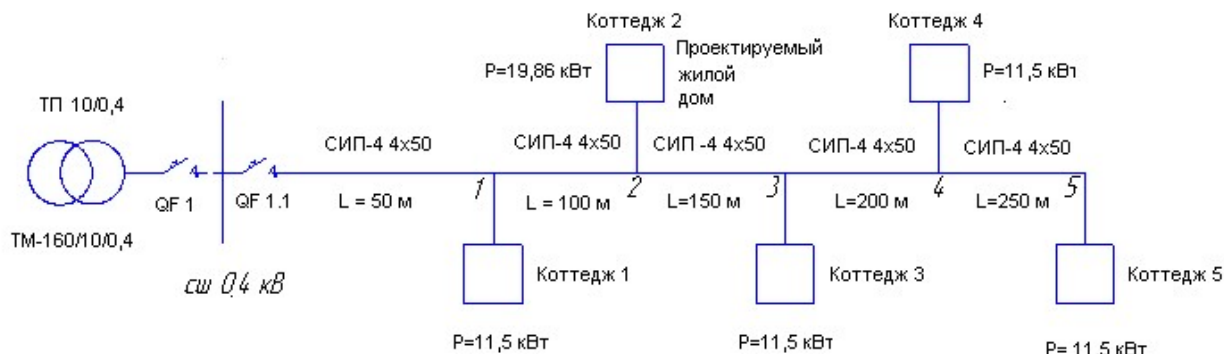 Коттедж 2
Коттедж 4
Проектируемый
жилой
дом
P=19,86 кВт
P=11,5 кВт
ТП 10/0,4
СИП-4 4х50
СИП-4 4х50
СИП -4 4х50
СИП-4 4х50
СИП-4 4х50
1
2
3
4
5
QF 1
QF 1.1
L = 50 м
L = 100 м
L=150 м
L=200 м
L=250 м
ТМ-160/10/0,4
сш 0,4 кВ
Коттедж 1
Коттедж 3
Коттедж 5
P=11,5 кВт
P=11,5 кВт
P= 11,5 кВт